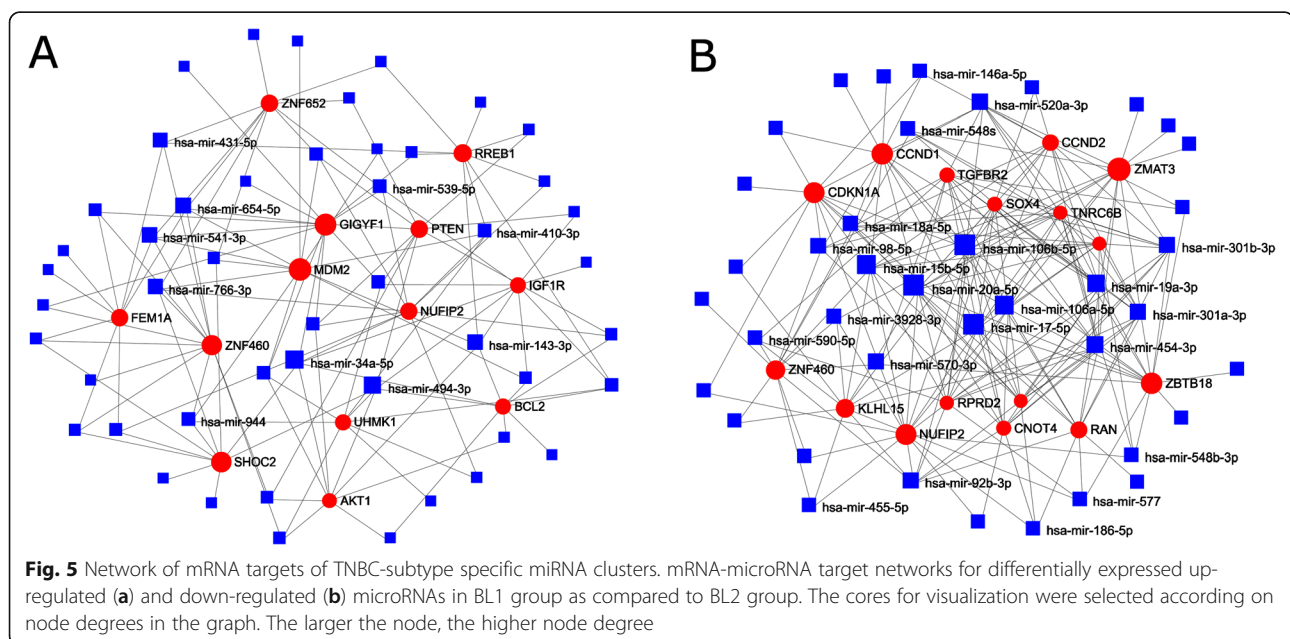 A
ZNF652
hsa-mir-431-5p
RREB1
hsa-mir-539-5p
hsa-mir-654-5p
GIGYF1
PTEN
hsa-mir-410-3p
hsa-mir-541-3p
MDM2
hsa-mir-766-3p
IGF1R
NUFIP2
FEM1A
ZNF460
hsa-mir-143-3p
hsa-mir-34a-5p
hsa-mir-494-3p
BCL2
hsa-mir-944
UHMK1
SHOC2
AKT1
B
hsa-mir-146a-5p
hsa-mir-520a-3p
hsa-mir-548s
CCND2
CCND1
ZMAT3
TGFBR2
CDKN1A
SOX4
TNRC6B
hsa-mir-18a-5p
hsa-mir-98-5p
hsa-mir-106b-5p
hsa-mir-301b-3p
hsa-mir-15b-5p
hsa-mir-20a-5p
hsa-mir-19a-3p
hsa-mir-106a-5p
hsa-mir-301a-3p
hsa-mir-3928-3p
hsa-mir-17-5p
hsa-mir-590-5p
hsa-mir-454-3p
hsa-mir-570-3p
ZNF460
ZBTB18
KLHL15
RPRD2
NUFIP2
CNOT4
RAN
hsa-mir-548b-3p
hsa-mir-92b-3p
hsa-mir-577
hsa-mir-455-5p
hsa-mir-186-5p
Fig. 5 Network of mRNA targets of TNBC-subtype specific miRNA clusters. mRNA-microRNA target networks for differentially expressed up-
regulated (a) and down-regulated (b) microRNAs in BL1 group as compared to BL2 group. The cores for visualization were selected according on
node degrees in the graph. The larger the node, the higher node degree